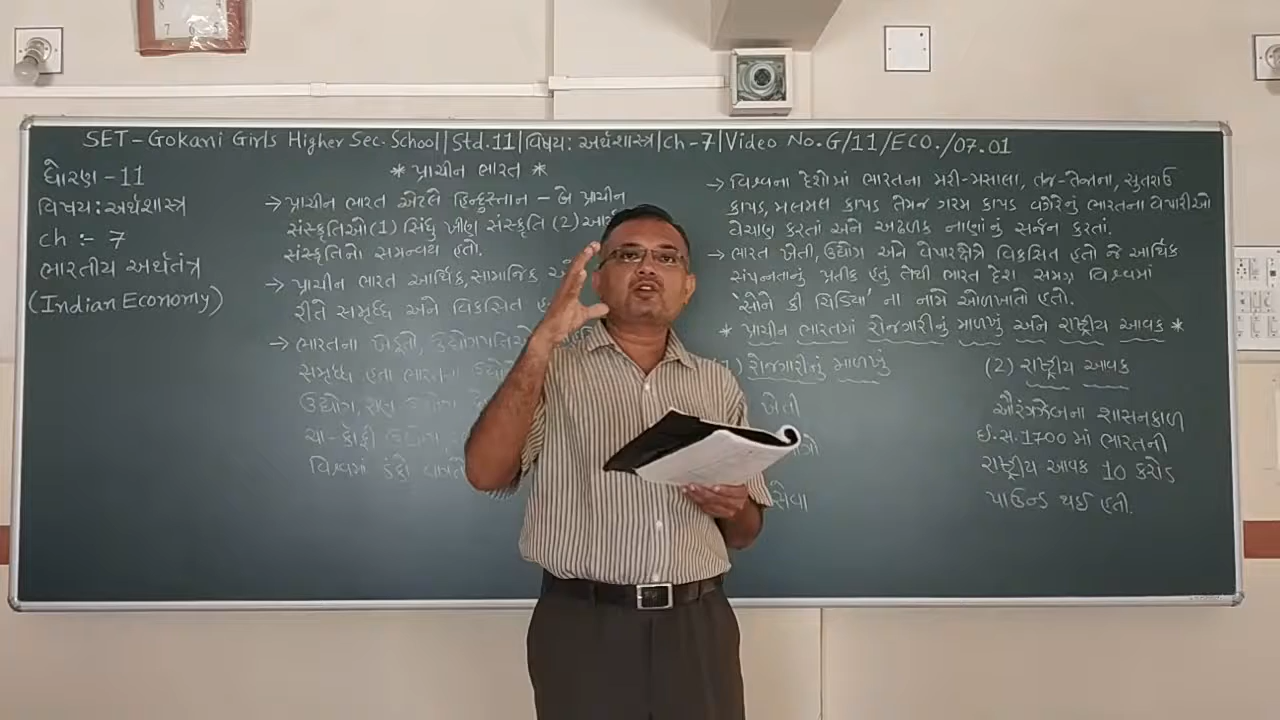 SET-Gokani Girls Higher Sec. School|Std.11|વિષય: અર્થશાસ્ત્ર|ch-7|Video No.G/11/ECO./07.01
ધોરણ-11
વિષય:અર્થશાસ્ત્ર
ch :- 7
ભારતીય અર્થતંત્ર
(Indian Economy)
* પ્રાચીન ભારત *
→ પ્રાચીન ભારત એટલે હિન્દુસ્તાન - બે પ્રાચીન
સંસ્કૃતિઓ (1) સિંધુ ખીણ સંસ્કૃતિ (2)
સંસ્કૃતિનો સમન્વય હતો.
→ પ્રાચીન ભારત આર્થિક, સામાજિક
રીતે સમૃધ્ધ અને વિકસિત
→ ભારતના ખેડૂતો,
સમૃધ્ધ હતા ભારતના
ઉદ્યોગ,
ચા-કોફી ઉદ્યોગ,
વિશ્વમાં ડંકો
→ વિશ્વના દેશોમાં ભારતના મરી-મસાલા, તજ-તેજાના, સુતરાઉ
કાપડ, મલમલ કાપડ તેમજ ગરમ કાપડ વગેરેનું ભારતના વેપારીઓ
વેચાણ કરતાં અને અઢળક નાણાંનું સર્જન કરતાં.
→ ભારત ખેતી, ઉદ્યોગ અને વેપારક્ષેત્રે વિકસિત હતો જે આર્થિક
સંપન્નતાનું પ્રતીક હતું તેથી ભારત દેશ સમગ્ર વિશ્વમાં
'સોને કી ચિડિયા' ના નામે ઓળખાતો હતો.
* પ્રાચીન ભારતમાં રોજગારીનું માળખું અને રાષ્ટ્રીય આવક *
રોજગારીનું માળખું
ખેતી
સેવા
(2) રાષ્ટ્રીય આવક
ઔરંગઝેબના શાસનકાળ
ઈ.સ.1700 માં ભારતની
રાષ્ટ્રીય આવક 10 કરોડ
પાઉન્ડ થઈ હતી.